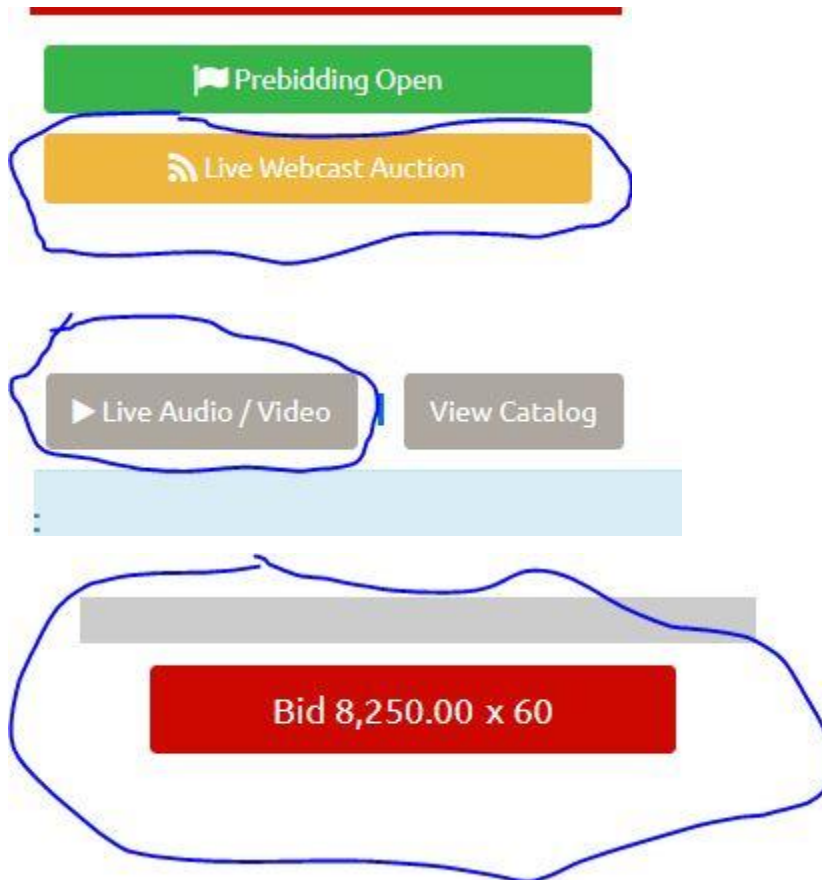 Prebidding Open
Live Webcast Auction
Live Audio / Video View Catalog
:
Bid 8,250.00 x 60